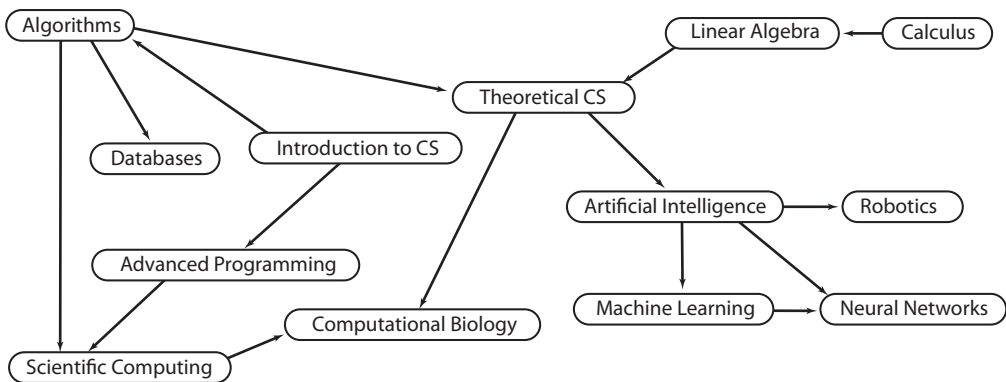 Algorithms
Linear Algebra
Calculus
Theoretical CS
Databases
Introduction to CS
Artificial Intelligence
Robotics
Advanced Programming
Machine Learning
Neural Networks
Computational Biology
Scientific Computing